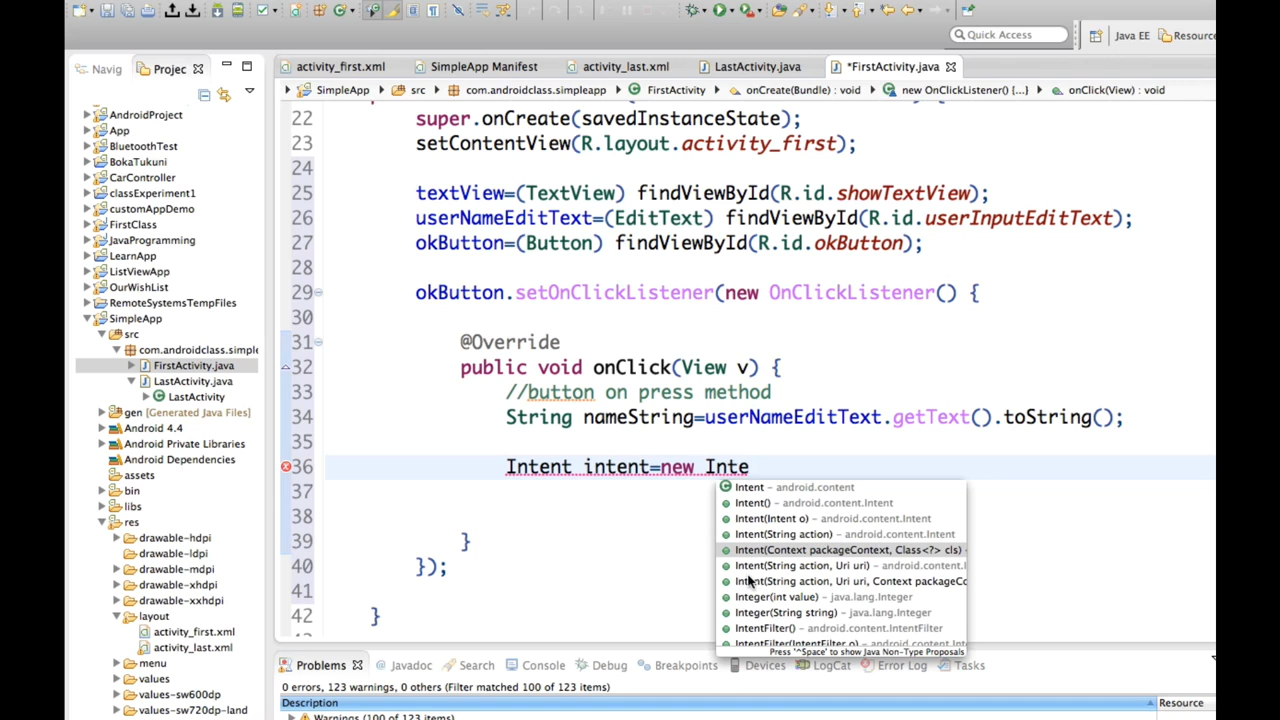 Quick Access
Java EE
Resource
Navig
Projec
AndroidProject
App
BluetoothTest
BokaTukuni
CarController
classExperiment1
customAppDemo
FirstClass
JavaProgramming
LearnApp
ListViewApp
OurWishList
RemoteSystemsTempFiles
SimpleApp
src
com.androidclass.simple
FirstActivity.java
LastActivity.java
LastActivity
gen [Generated Java Files]
Android 4.4
Android Private Libraries
Android Dependencies
assets
bin
libs
res
drawable-hdpi
drawable-ldpi
drawable-mdpi
drawable-xhdpi
drawable-xxhdpi
layout
activity_first.xml
activity_last.xml
menu
values
values-sw600dp
values-sw720dp-land
activity_first.xml
SimpleApp Manifest
activity_last.xml
LastActivity.java
*FirstActivity.java
SimpleApp
src
com.androidclass.simpleapp
FirstActivity
onCreate(Bundle) : void
new OnClickListener() {...}
onClick(View) : void
22 super.onCreate(savedInstanceState);
23 setContentView(R.layout.activity_first);
24
25 textView=(TextView) findViewById(R.id.showTextView);
26 userNameEditText=(EditText) findViewById(R.id.userInputEditText);
27 okButton=(Button) findViewById(R.id.okButton);
28
29 okButton.setOnClickListener(new OnClickListener() {
30
31 @Override
32 public void onClick(View v) {
33 //button on press method
34 String nameString=userNameEditText.getText().toString();
35
36 Intent intent=new Inte
37
38
39 }
40 });
41
42 }
Intent – android.content
Intent() – android.content.Intent
Intent(Intent o) – android.content.Intent
Intent(String action) – android.content.Intent
Intent(Context packageContext, Class<?> cls)
Intent(String action, Uri uri) – android.content.I
Intent(String action, Uri uri, Context packageCo
Integer(int value) – java.lang.Integer
Integer(String string) – java.lang.Integer
IntentFilter() – android.content.IntentFilter
IntentFilter(IntentFilter o) – android.content.Int
Press '^Space' to show Java Non-Type Proposals
Problems
Javadoc
Search
Console
Debug
Breakpoints
Devices
LogCat
Error Log
Tasks
0 errors, 123 warnings, 0 others (Filter matched 100 of 123 items)
Description
Resource
Warnings (100 of 123 items)